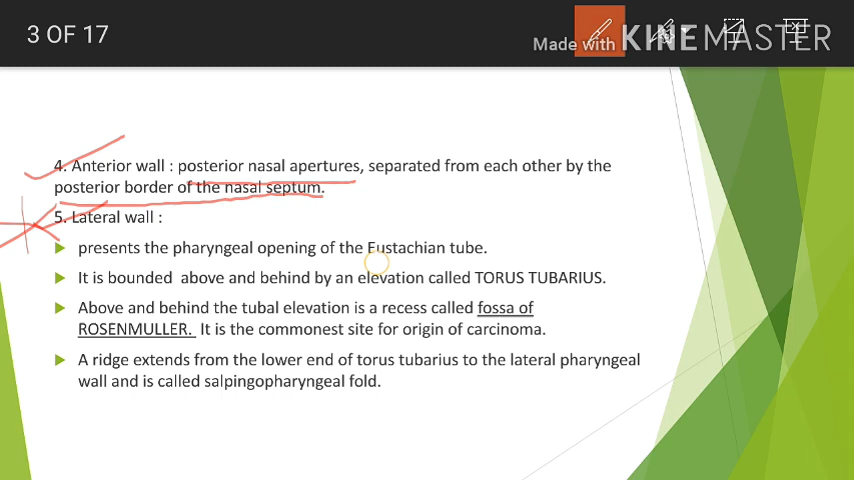 3 OF 17
Made with KINEMASTER
4. Anterior wall : posterior nasal apertures, separated from each other by the
posterior border of the nasal septum.
5. Lateral wall :
presents the pharyngeal opening of the Eustachian tube.
It is bounded above and behind by an elevation called TORUS TUBARIUS.
Above and behind the tubal elevation is a recess called fossa of
ROSENMULLER. It is the commonest site for origin of carcinoma.
A ridge extends from the lower end of torus tubarius to the lateral pharyngeal
wall and is called salpingopharyngeal fold.